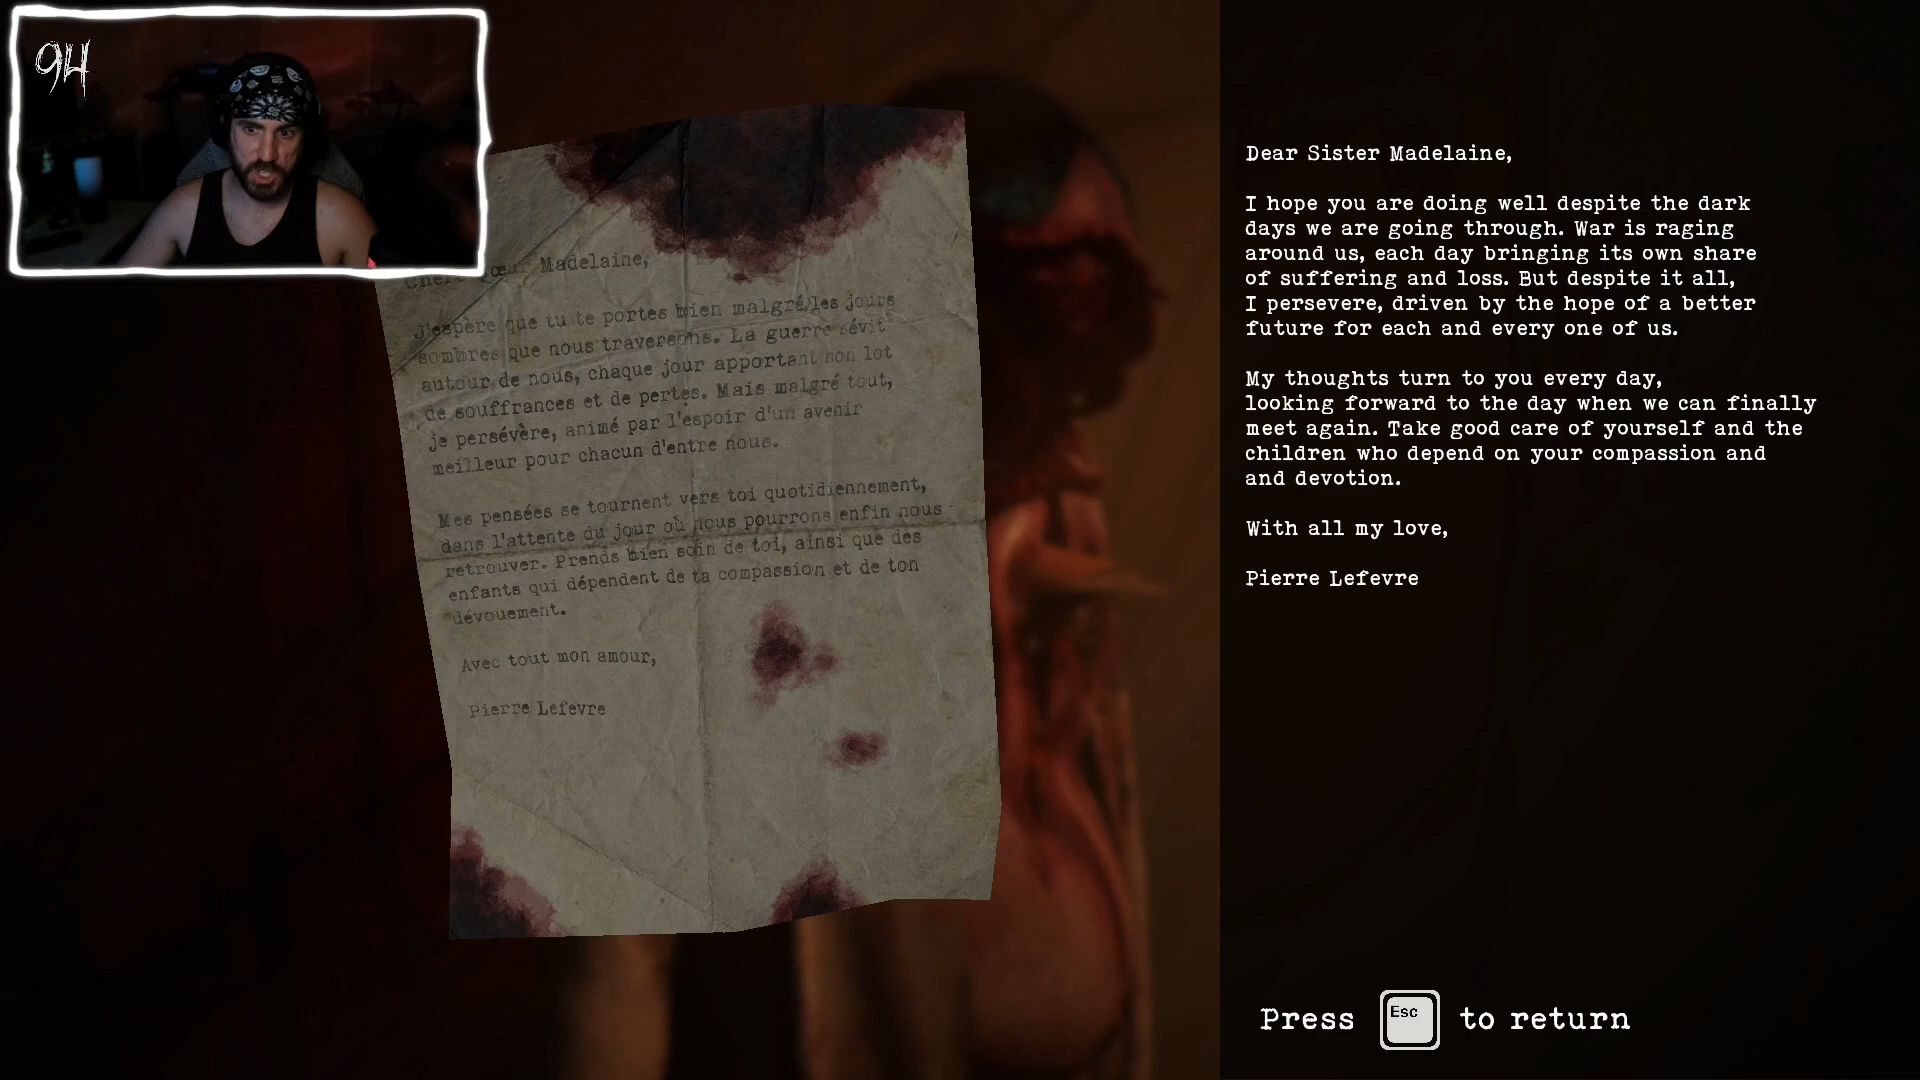 94
Chère Sœur Madelaine,
J'espère que tu te portes bien malgré les jours
sombres que nous traversons. La guerre sévit
autour de nous, chaque jour apportant son lot
de souffrances et de pertes. Mais malgré tout,
je persévère, animé par l'espoir d'un avenir
meilleur pour chacun d'entre nous.
Mes pensées se tournent vers toi quotidiennement,
dans l'attente du jour où nous pourrons enfin nous
retrouver. Prends bien soin de toi, ainsi que des
enfants qui dépendent de ta compassion et de ton
dévouement.
Avec tout mon amour,
Pierre Lefevre
Dear Sister Madelaine,
I hope you are doing well despite the dark
days we are going through. War is raging
around us, each day bringing its own share
of suffering and loss. But despite it all,
I persevere, driven by the hope of a better
future for each and every one of us.
My thoughts turn to you every day,
looking forward to the day when we can finally
meet again. Take good care of yourself and the
children who depend on your compassion and
and devotion.
With all my love,
Pierre Lefevre
Press Esc to return